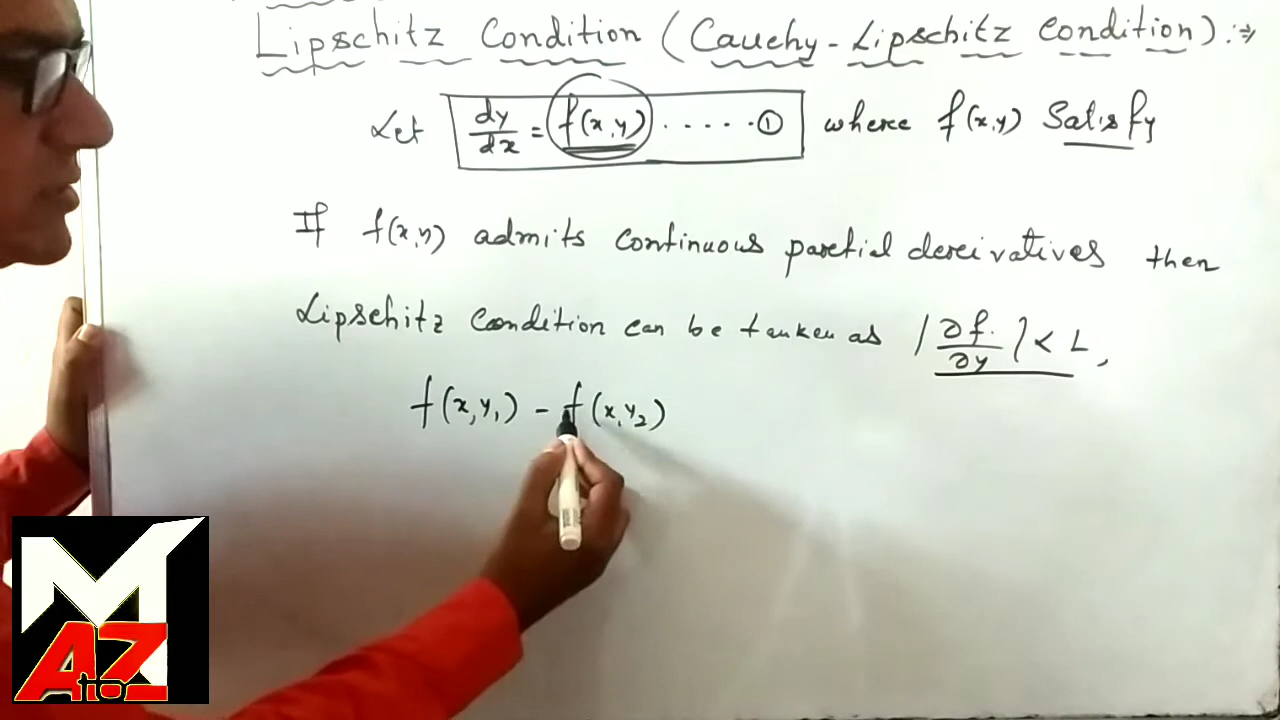 Lipschitz Condition (Cauchy-Lipschitz Condition) :⇒
Let dy/dx = f(x,y) ...... ① where f(x,y) Satisfy
If f(x,y) admits continuous partial derivatives then
Lipschitz Condition can be tanken as |∂f/∂y| < L,
f(x,y₁) - f(x,y₂)
M
AtoZ